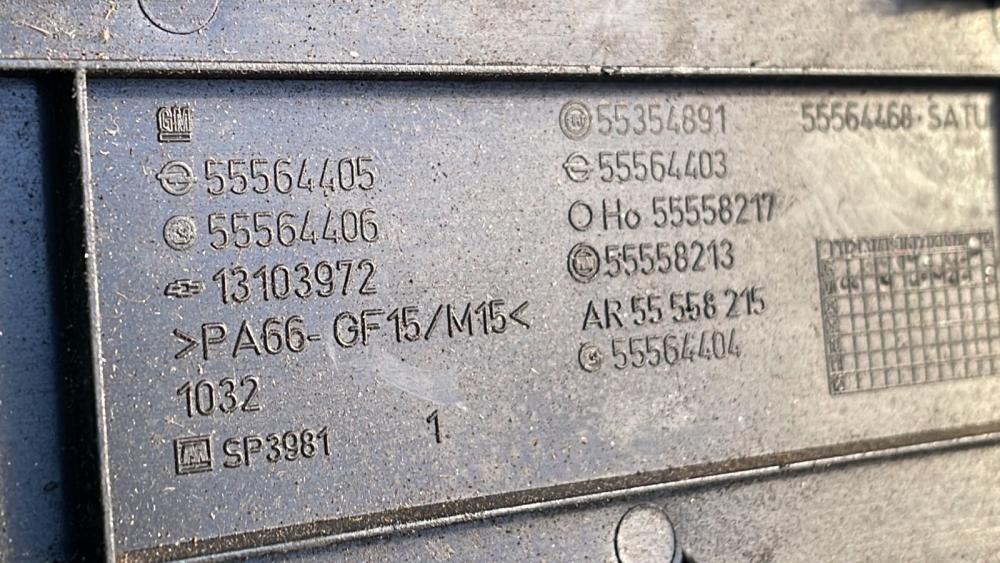 GM
55564405
55564406
13103972
>PA66-GF15/M15<
1032
SP3981
1
55354891
55564403
Ho 55558217
55558213
AR 55 558 215
55564404
55564468-SATU